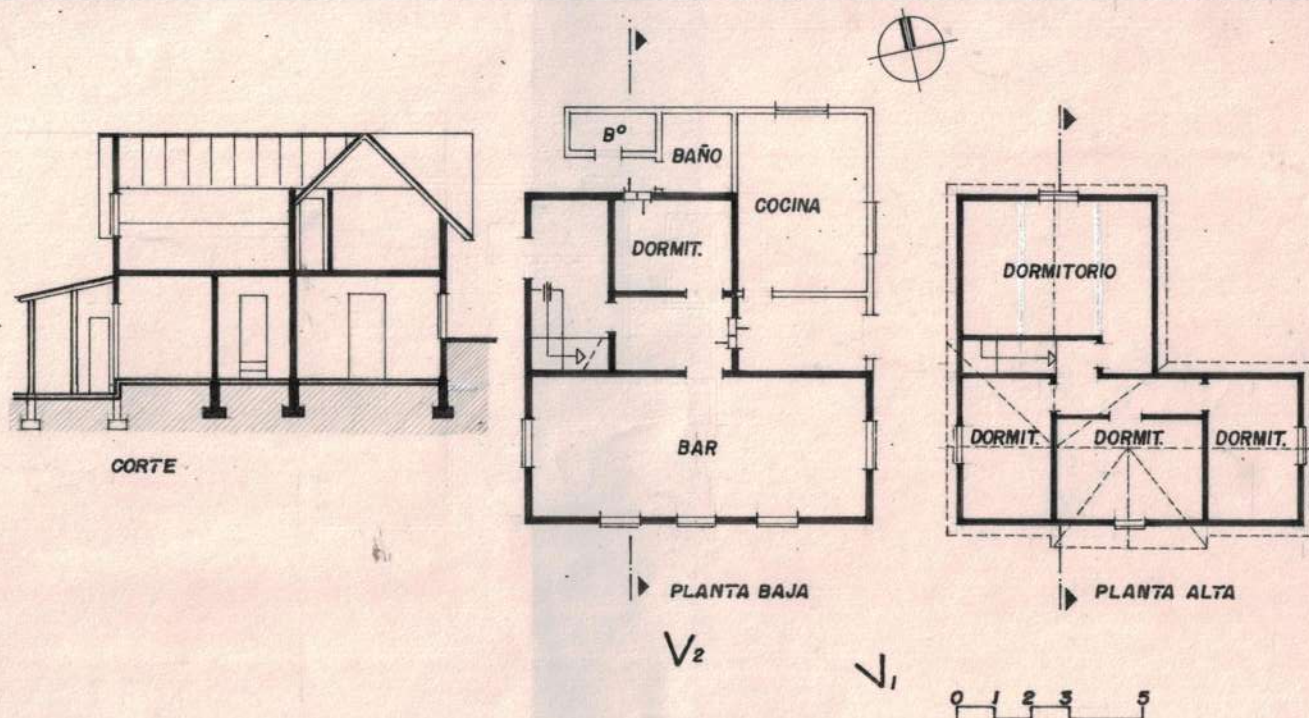 B°
BAÑO
COCINA
DORMIT.
DORMITORIO
BAR
DORMIT.
DORMIT.
DORMIT.
CORTE
PLANTA BAJA
PLANTA ALTA
V2
V1
0 1 2 3 5